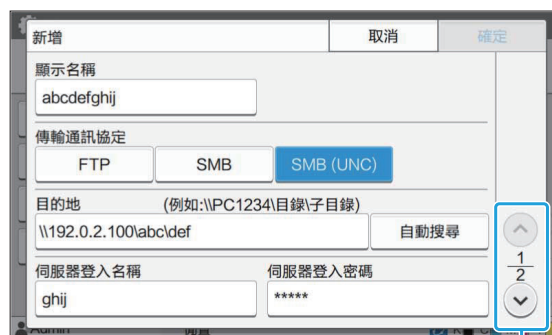 新增 取消 確定
顯示名稱
abcdefghij
傳輸通訊協定
FTP SMB SMB (UNC)
目的地 (例如:\\PC1234\目錄\子目錄)
\\192.0.2.100\abc\def 自動搜尋
1
2
伺服器登入名稱 伺服器登入密碼
ghij *****
Admin